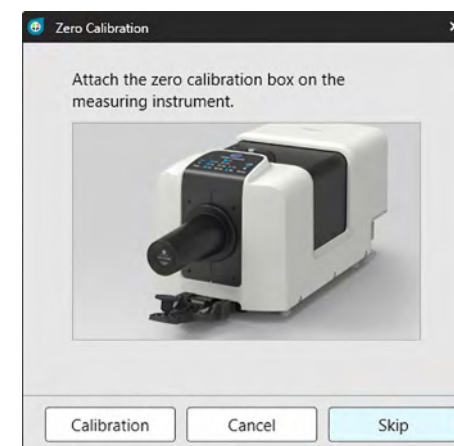 Zero Calibration
Attach the zero calibration box on the
measuring instrument.
Calibration
Cancel
Skip